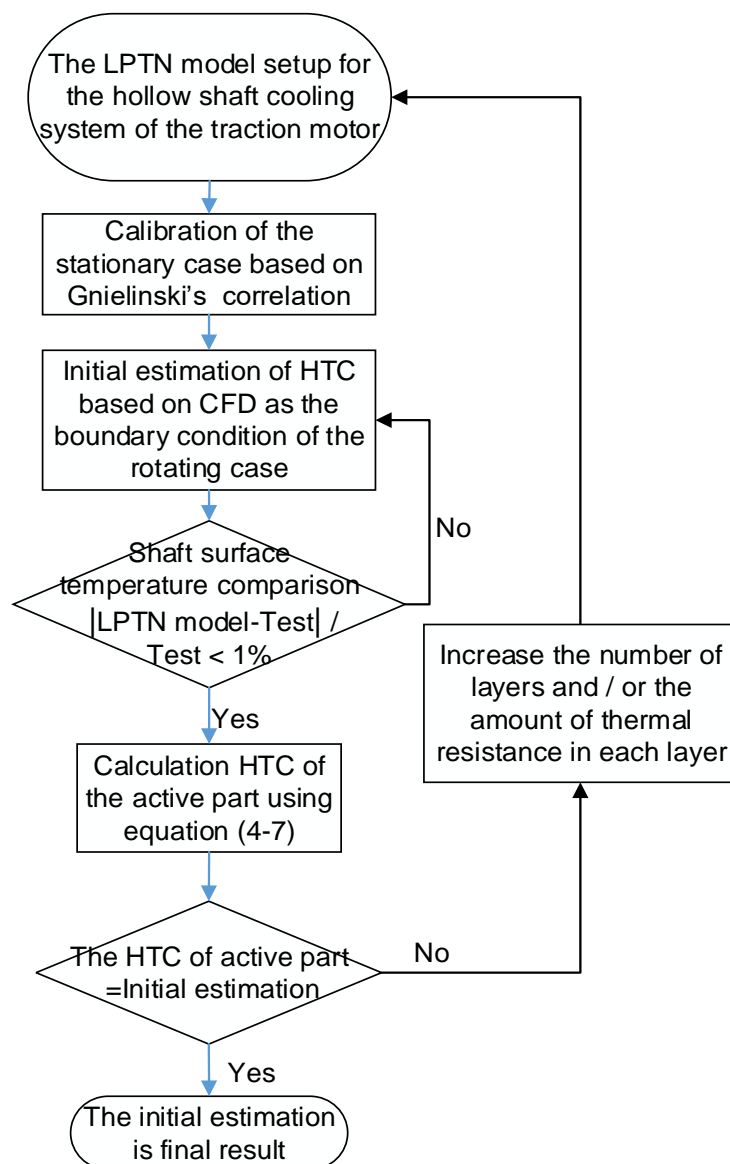 The LPTN model setup for
the hollow shaft cooling
system of the traction motor
Calibration of the
stationary case based on
Gnielinski’s correlation
Initial estimation of HTC
based on CFD as the
boundary condition of the
rotating case
No
Shaft surface
temperature comparison
|LPTN model-Test| /
Test < 1%
Yes
Increase the number of
layers and / or the
amount of thermal
resistance in each layer
Calculation HTC of
the active part using
equation (4-7)
The HTC of active part
=Initial estimation
No
Yes
The initial estimation
is final result